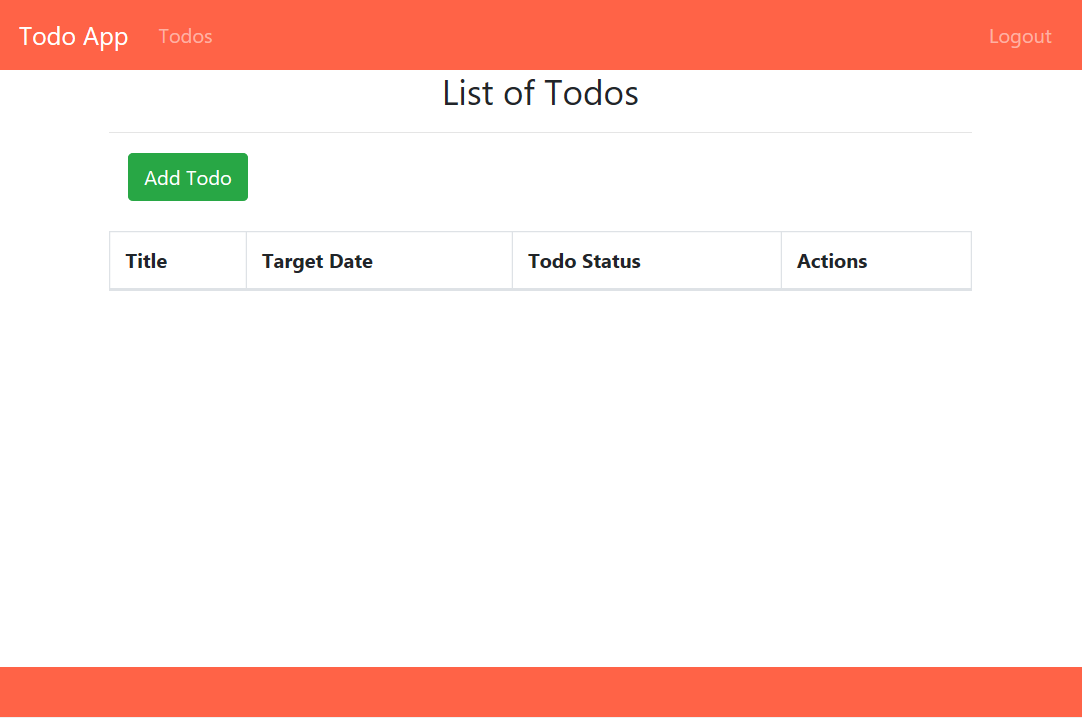 Todo App Todos Logout
List of Todos
Add Todo
Title Target Date Todo Status Actions